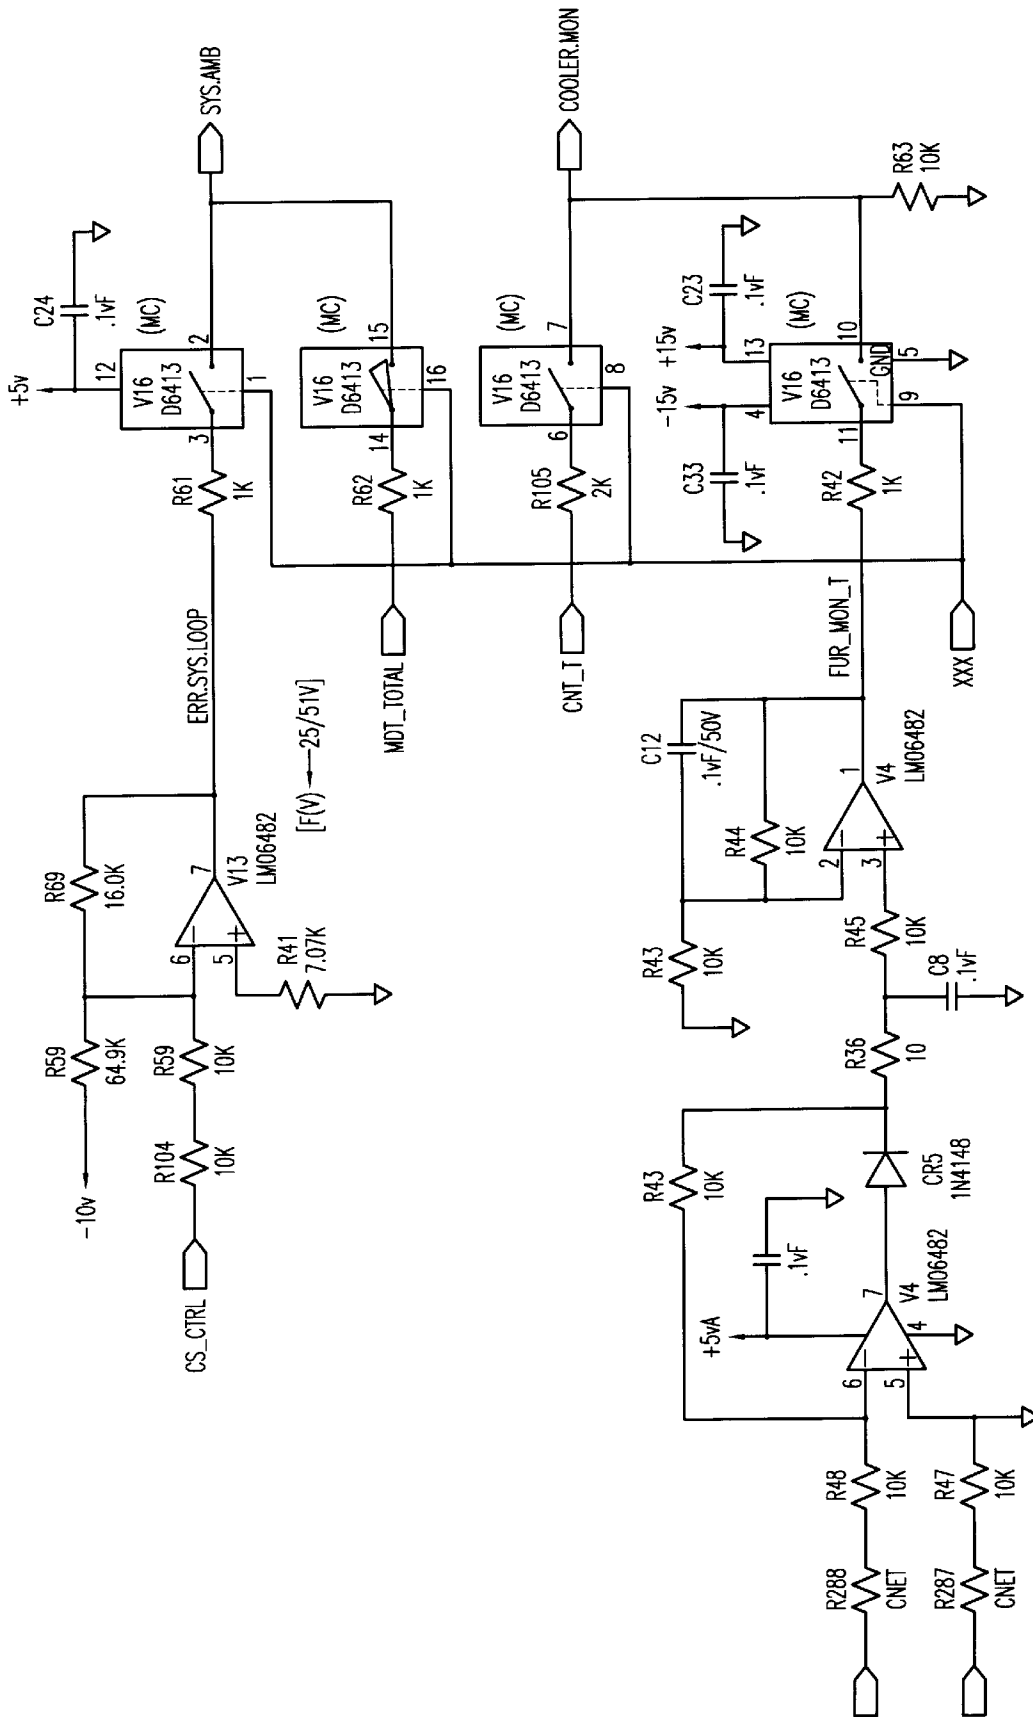 CS_CTRL
-10v
R104
10K
R59
64.9K
R59
10K
R69
16.0K
6
5
7
V13
LM06482
R41
7.07K
ERR.SYS.LOOP
[F(V) 25/51V]
R61
1K
+5v
C24
.1vF
(MC)
12
V16
D6413
3
2
1
SYS.AMB
MDT_TOTAL
R62
1K
14
V16
D6413
15
16
(MC)
CNT_T
R105
2K
6
V16
D6413
7
8
(MC)
COOLER.MON
R288
CNET
R48
10K
R287
CNET
R47
10K
+5vA
.1vF
6
5
7
4
V4
LM06482
R43
10K
CR5
1N4148
R36
10
C8
.1vF
R45
10K
R43
10K
R44
10K
C12
.1vF/50V
2
3
1
V4
LM06482
FUR_MON_T
XXX
R42
1K
C33
.1vF
-15v
+15v
C23
.1vF
(MC)
4
13
V16
D6413
11
10
GND
9
5
R63
10K